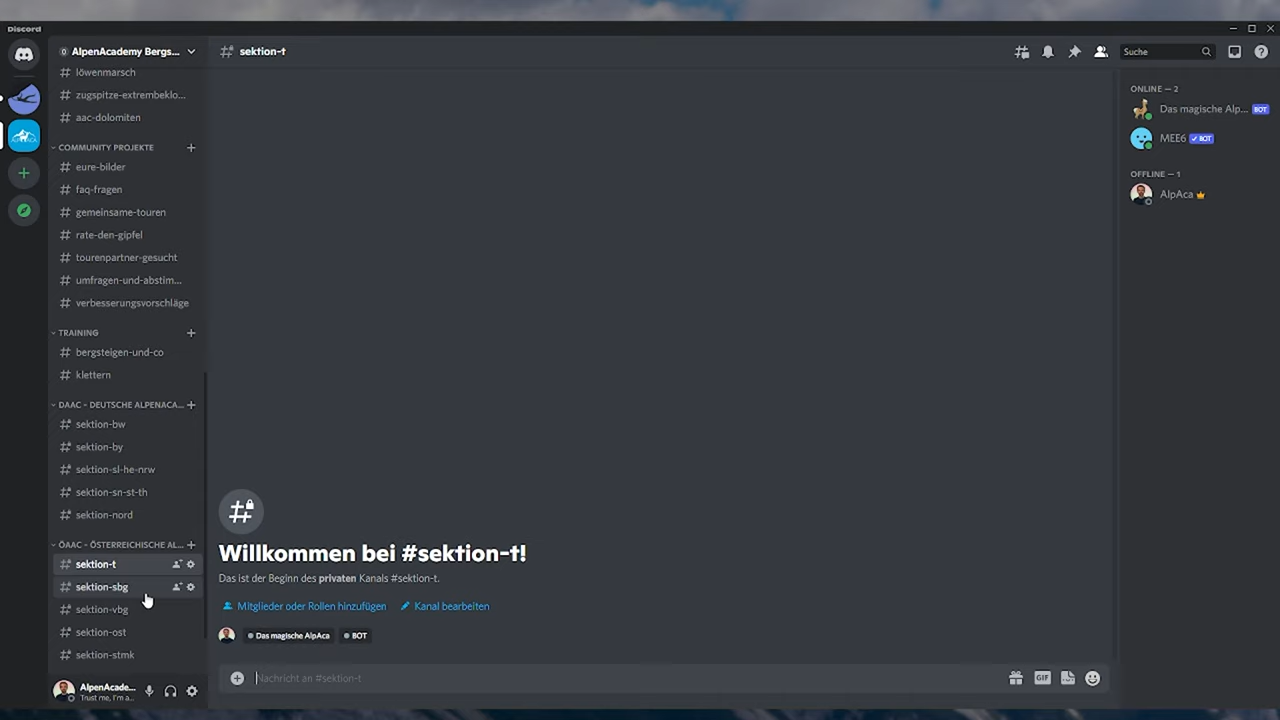 Discord
AlpenAcademy Bergs...
löwenmarsch
zugspitze-extrembeklo...
aac-dolomiten
COMMUNITY PROJEKTE
eure-bilder
faq-fragen
gemeinsame-touren
rate-den-gipfel
tourenpartner-gesucht
umfragen-und-abstim...
verbesserungsvorschläge
TRAINING
bergsteigen-und-co
klettern
DAAC - DEUTSCHE ALPENACA...
sektion-bw
sektion-by
sektion-sl-he-nrw
sektion-sn-st-th
sektion-nord
ÖAAC - ÖSTERREICHISCHE AL...
sektion-t
sektion-sbg
sektion-vbg
sektion-ost
sektion-stmk
AlpenAcade...
Trust me, I'm a...
sektion-t
Suche
Willkommen bei #sektion-t!
Das ist der Beginn des privaten Kanals #sektion-t.
Mitglieder oder Rollen hinzufügen Kanal bearbeiten
Das magische AlpAca BOT
Nachricht an #sektion-t
GIF
ONLINE — 2
Das magische Alp... BOT
MEE6 ✓ BOT
OFFLINE — 1
AlpAca